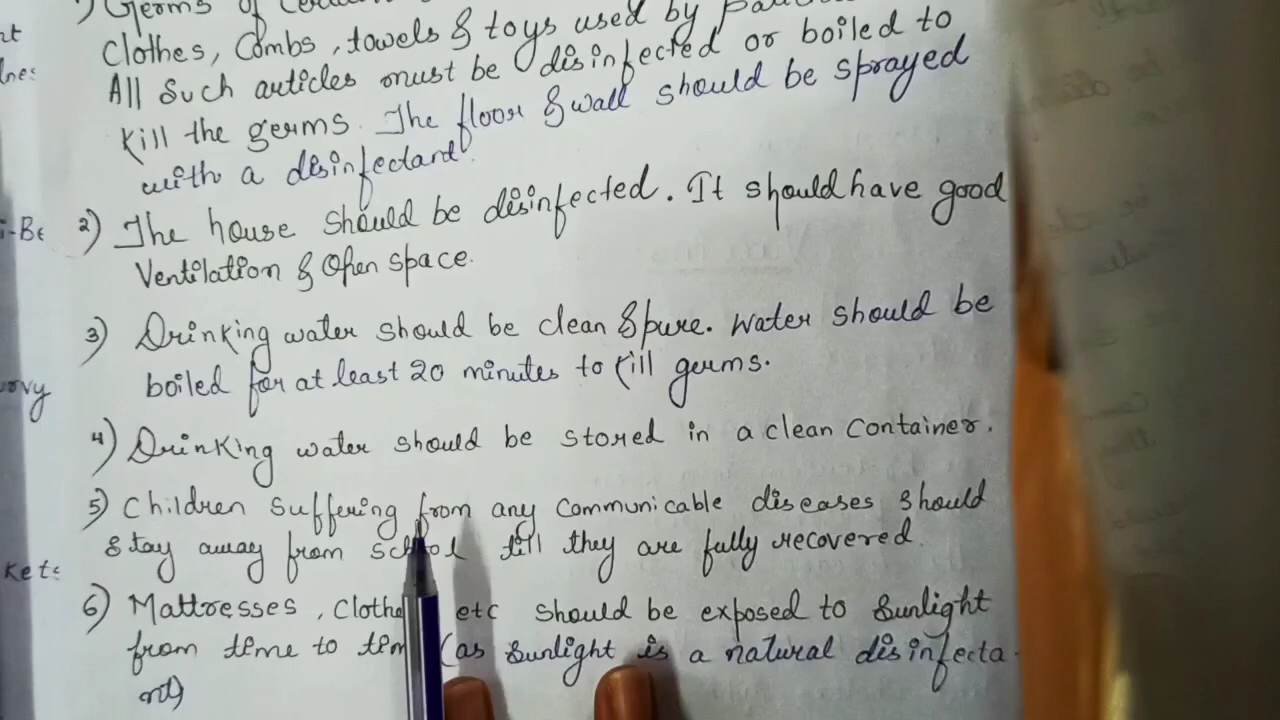 1) Germs of
Clothes, Combs, towels & toys used by
All Such articles must be disinfected or boiled to
Kill the germs. The floor & wall should be sprayed
with a disinfectant.
2) The house should be disinfected. It should have good
Ventilation & Open space.
3) Drinking water should be clean & pure. Water should be
boiled for at least 20 minutes to kill germs.
4) Drinking water should be stored in a clean Container.
5) Children Suffering from any Communicable diseases should
stay away from School till they are fully recovered.
6) Mattresses, Clothe etc should be exposed to Sunlight
from time to tim (as Sunlight is a natural disinfecta
nt)